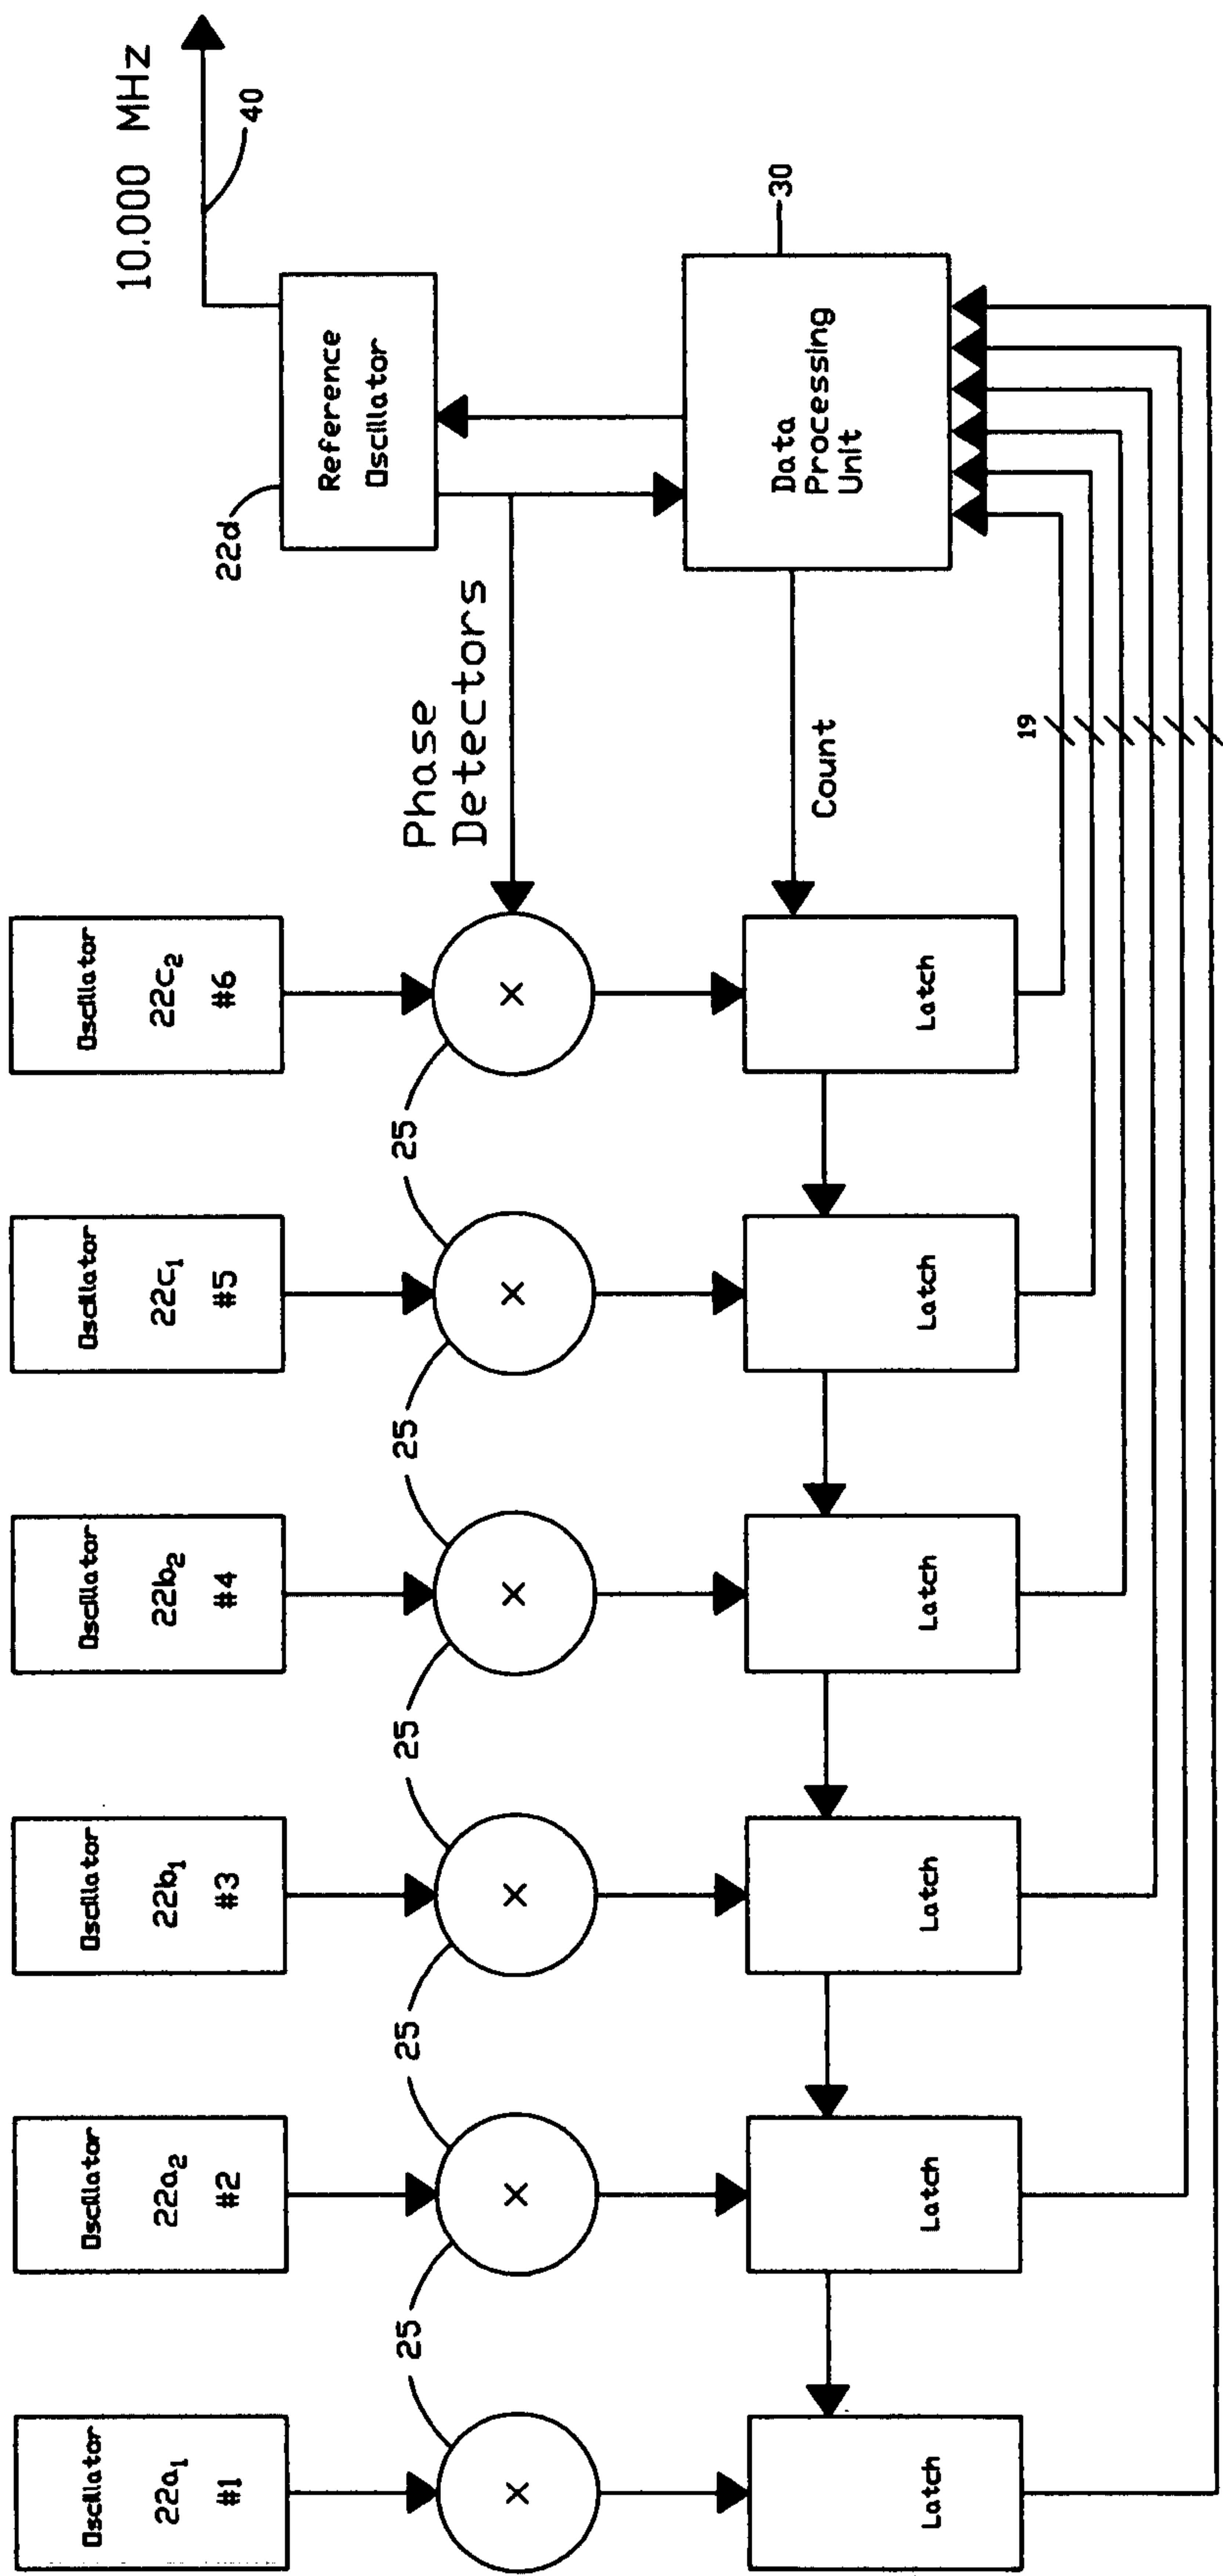 10.000 MHz
40
Oscillator
22a₁
#1
Oscillator
22a₂
#2
Oscillator
22b₁
#3
Oscillator
22b₂
#4
Oscillator
22c₁
#5
Oscillator
22c₂
#6
22d
Reference
Oscillator
25
25
25
25
25
Phase
Detectors
30
Data
Processing
Unit
Count
Latch
Latch
Latch
Latch
Latch
Latch
19